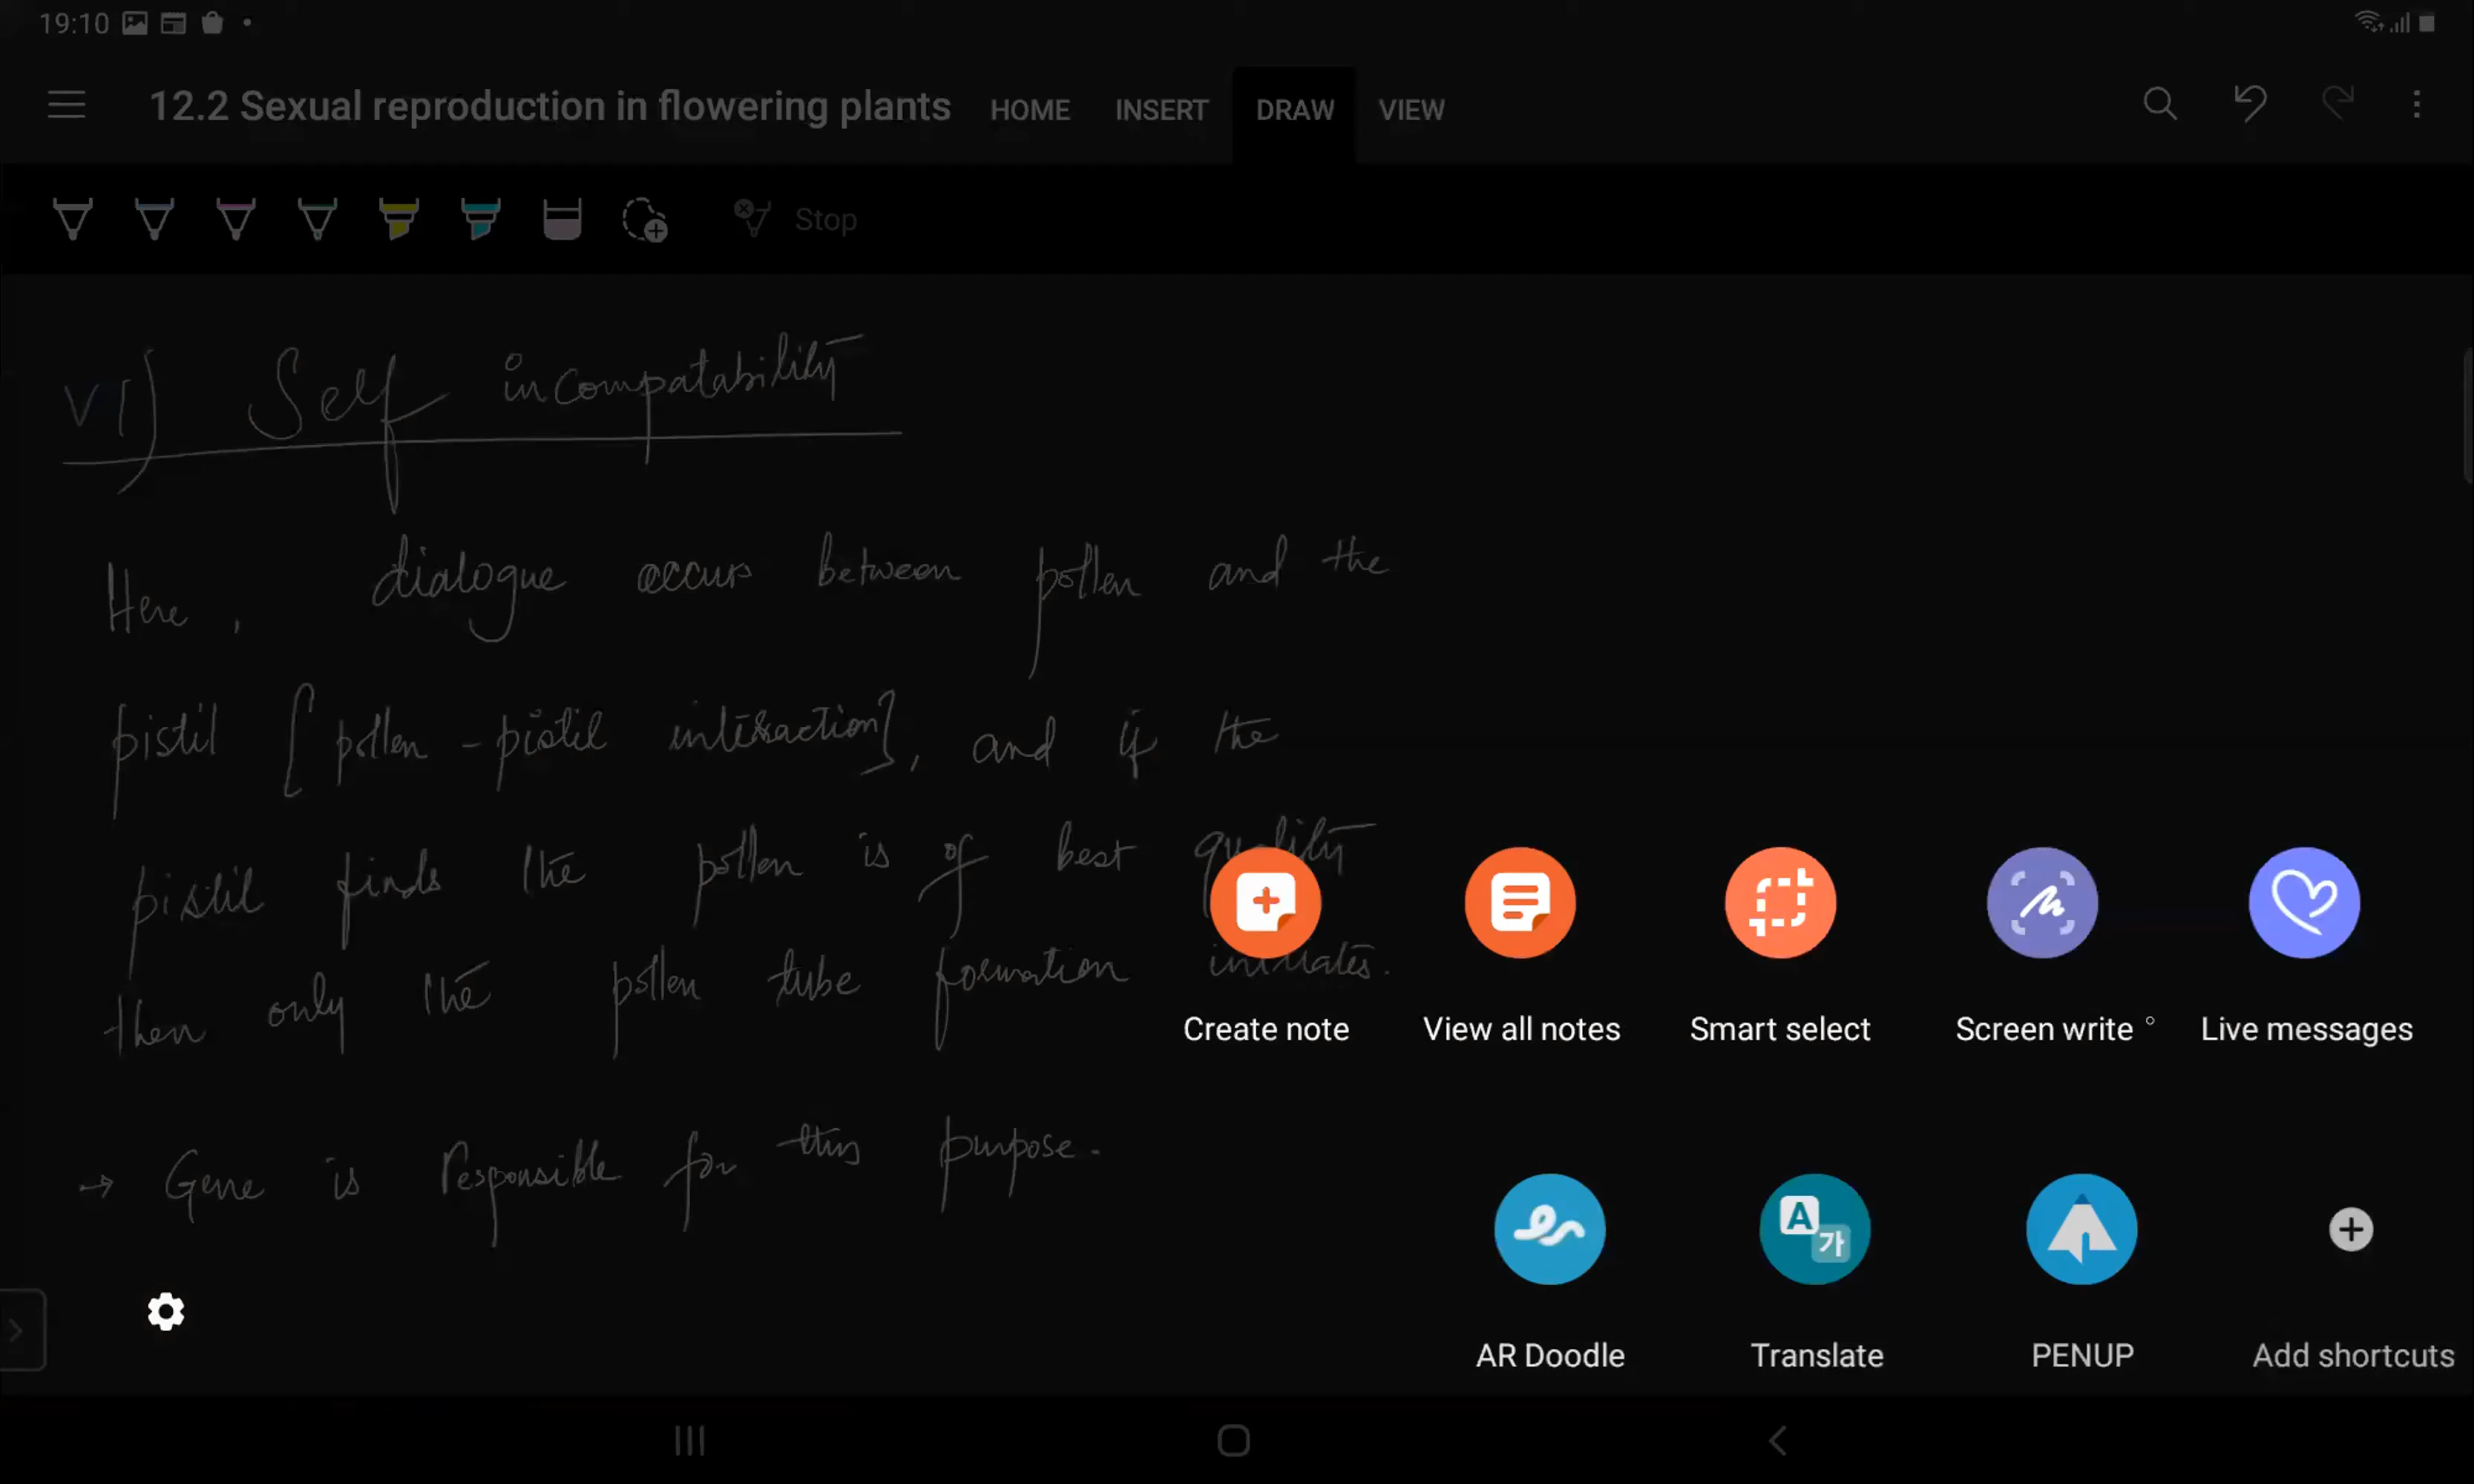 19:10
12.2 Sexual reproduction in flowering plants HOME INSERT DRAW VIEW
Stop
VI) Self incompatability
Here, dialogue occurs between pollen and the
pistil [pollen-pistil interaction], and if the
pistil finds the pollen is of best quality
then only the pollen tube formation initiates.
→ Gene is responsible for this purpose.
Create note View all notes Smart select Screen write Live messages
A 가
AR Doodle Translate PENUP Add shortcuts